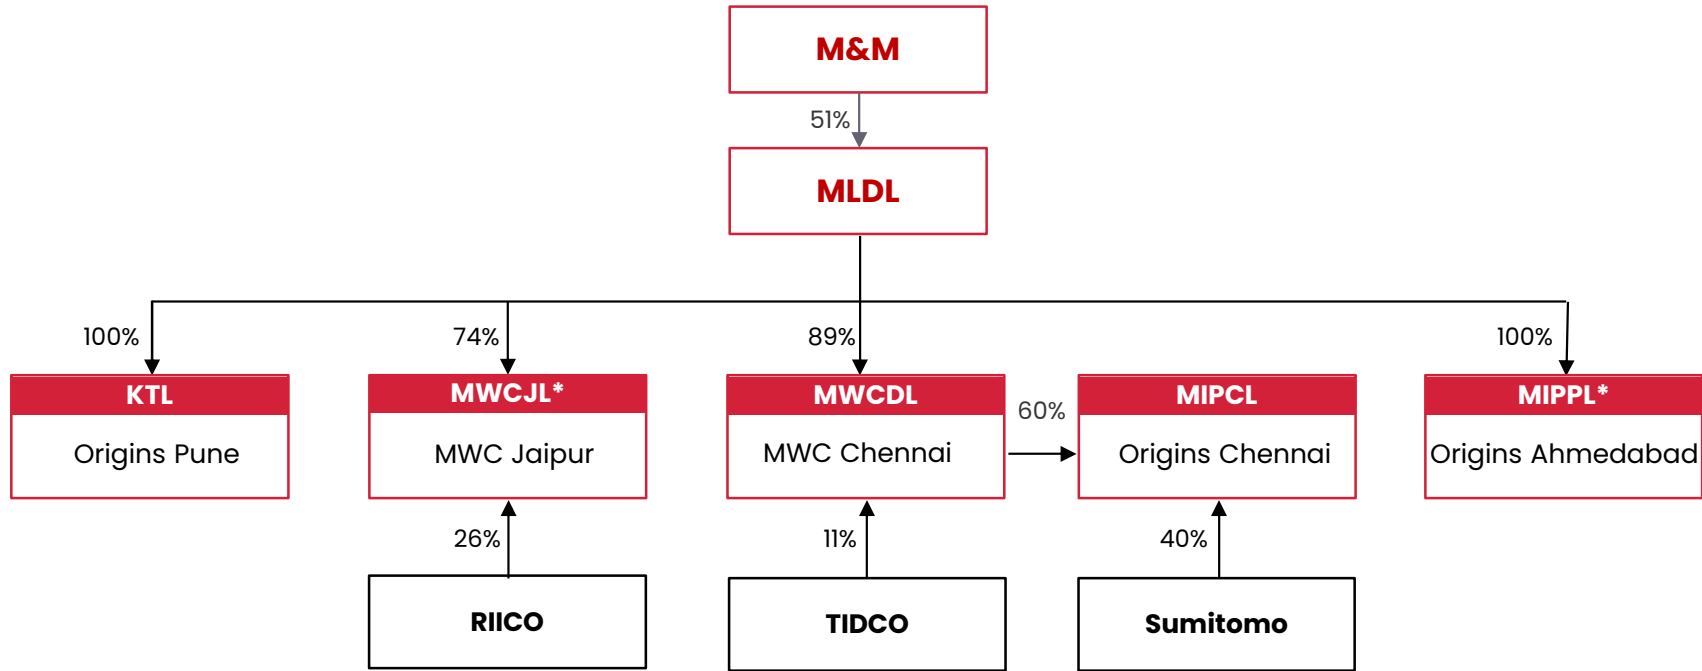 M&M
51%
MLDL
100%
74%
89%
100%
KTL
Origins Pune
MWCJL*
MWC Jaipur
MWCDL
MWC Chennai
60%
MIPCL
Origins Chennai
MIPPL*
Origins Ahmedabad
26%
11%
40%
RIICO
TIDCO
Sumitomo